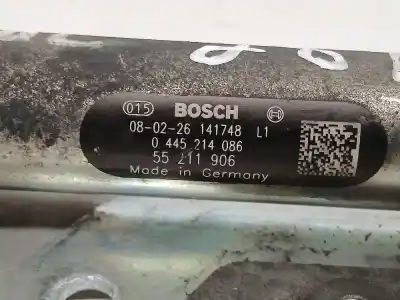 015 BOSCH
08-02-26 141748 L1
0 445 214 086
55 211 906
Made in Germany